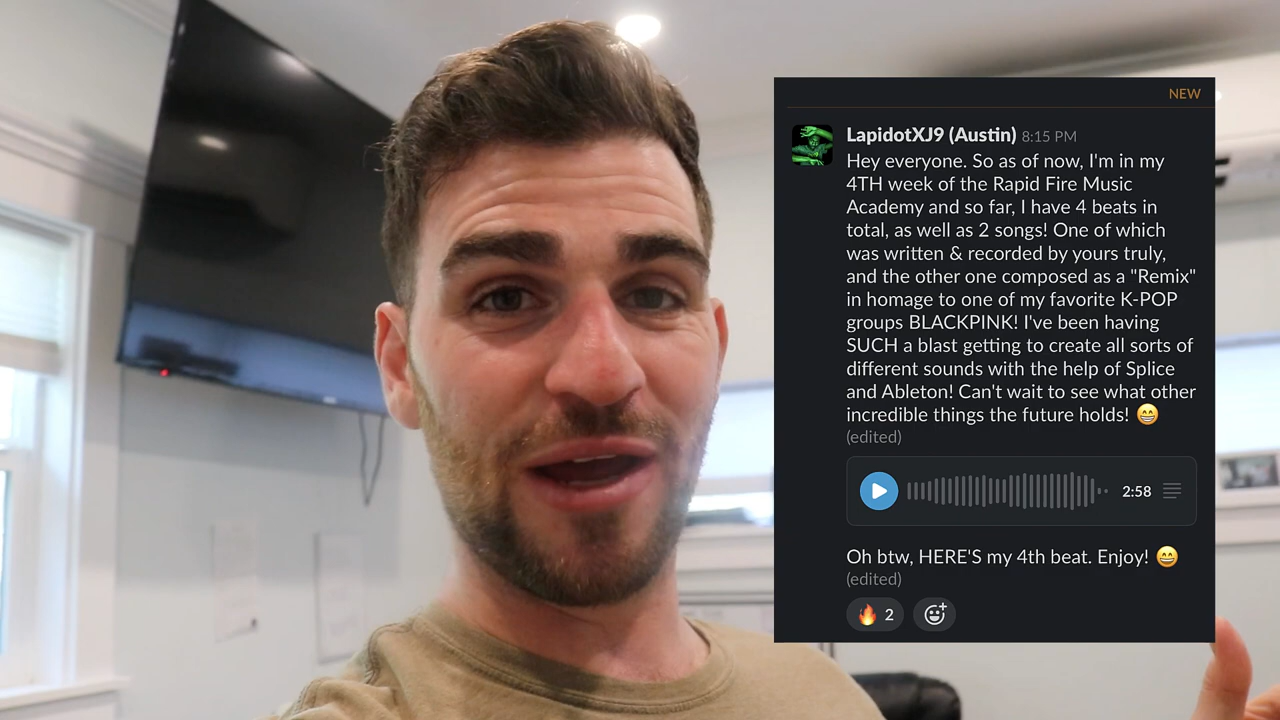 NEW
LapidotXJ9 (Austin) 8:15 PM
Hey everyone. So as of now, I'm in my
4TH week of the Rapid Fire Music
Academy and so far, I have 4 beats in
total, as well as 2 songs! One of which
was written & recorded by yours truly,
and the other one composed as a "Remix"
in homage to one of my favorite K-POP
groups BLACKPINK! I've been having
SUCH a blast getting to create all sorts of
different sounds with the help of Splice
and Ableton! Can't wait to see what other
incredible things the future holds! 😁
(edited)
2:58
Oh btw, HERE'S my 4th beat. Enjoy! 😄
(edited)
🔥 2